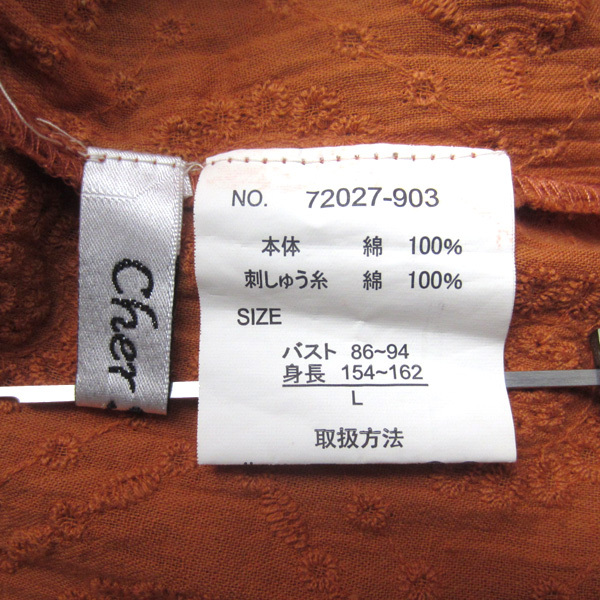 Cher
NO. 72027-903
本体 綿 100%
刺しゅう糸 綿 100%
SIZE
バスト 86~94
身長 154~162
L
取扱方法